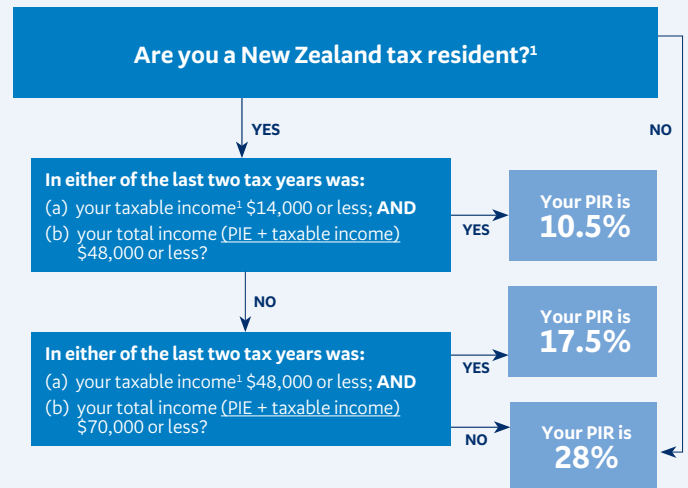 Are you a New Zealand tax resident?¹
YES
NO
In either of the last two tax years was:
(a) your taxable income¹ $14,000 or less; AND
(b) your total income (PIE + taxable income)
$48,000 or less?
YES
Your PIR is
10.5%
NO
In either of the last two tax years was:
(a) your taxable income¹ $48,000 or less; AND
(b) your total income (PIE + taxable income)
$70,000 or less?
YES
Your PIR is
17.5%
NO
Your PIR is
28%